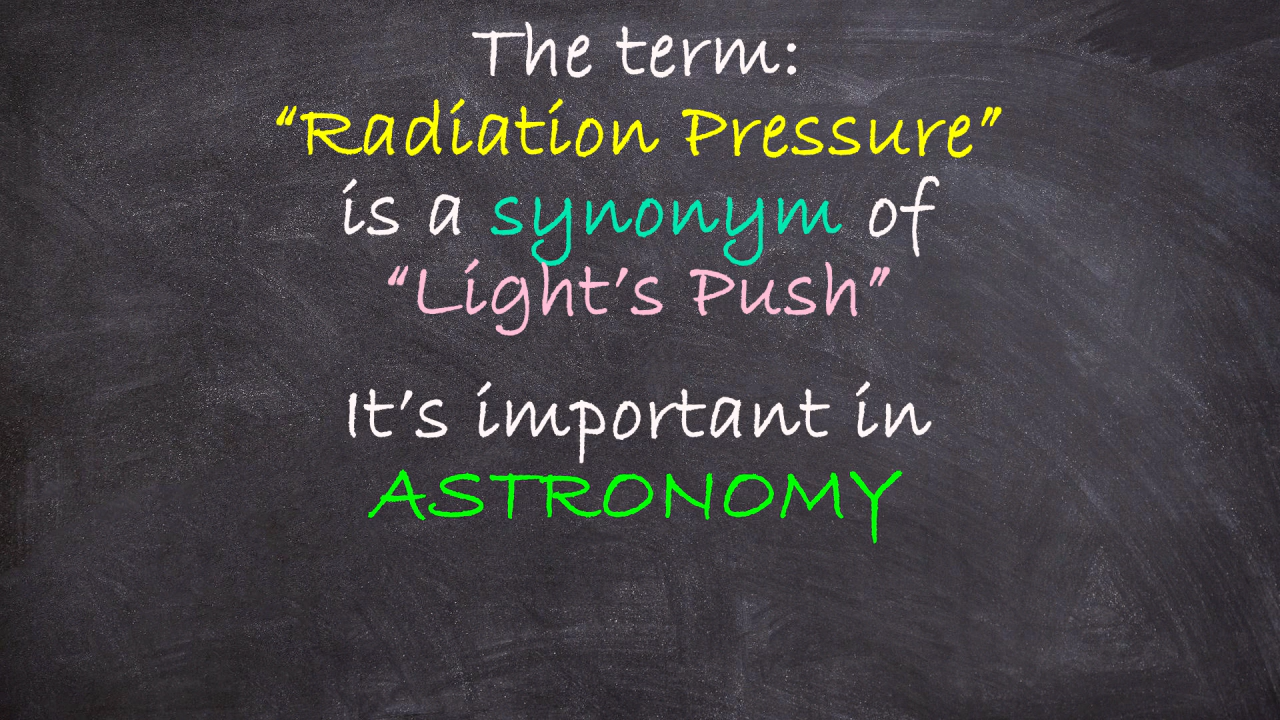 The term:
“Radiation Pressure”
is a synonym of
“Light’s Push”
It’s important in
ASTRONOMY